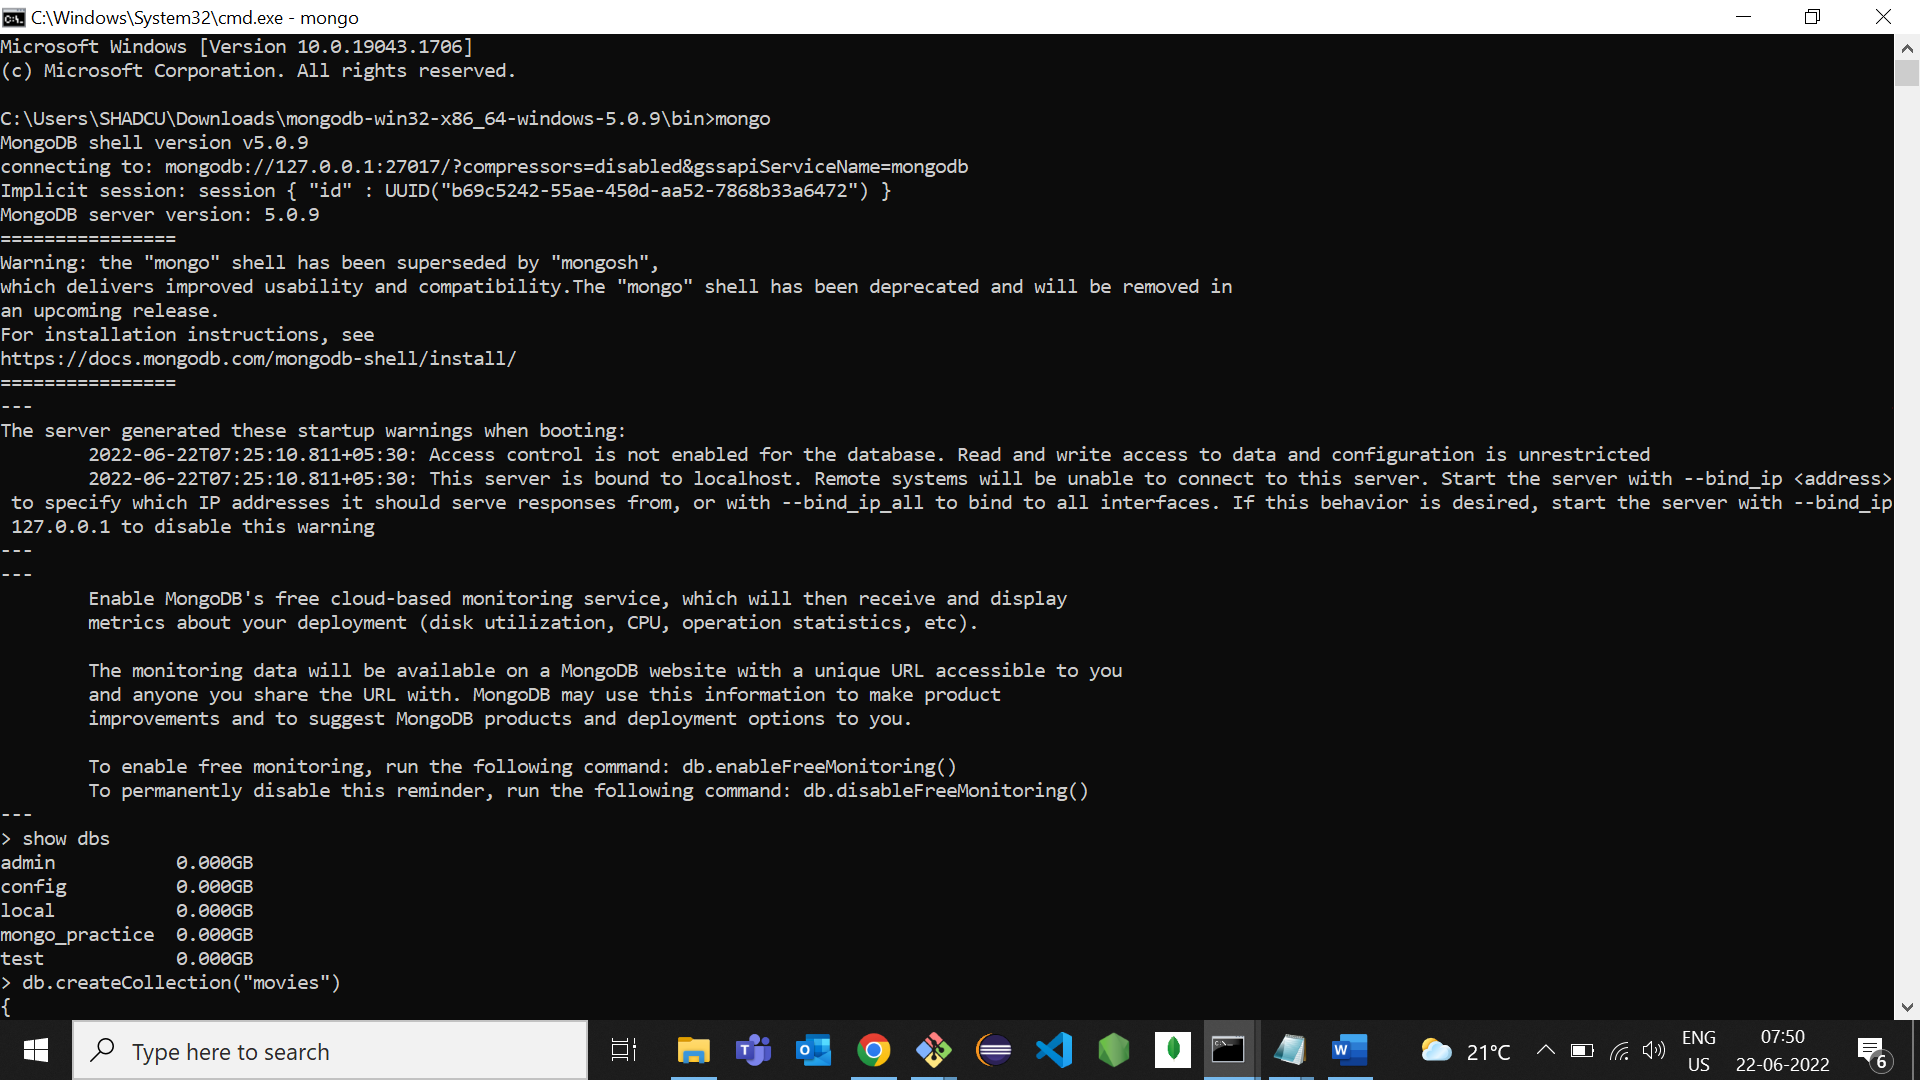 C:\Windows\System32\cmd.exe - mongo
Microsoft Windows [Version 10.0.19043.1706]
(c) Microsoft Corporation. All rights reserved.
C:\Users\SHADCU\Downloads\mongodb-win32-x86_64-windows-5.0.9\bin>mongo
MongoDB shell version v5.0.9
connecting to: mongodb://127.0.0.1:27017/?compressors=disabled&gssapiServiceName=mongodb
Implicit session: session { "id" : UUID("b69c5242-55ae-450d-aa52-7868b33a6472") }
MongoDB server version: 5.0.9
================
Warning: the "mongo" shell has been superseded by "mongosh",
which delivers improved usability and compatibility.The "mongo" shell has been deprecated and will be removed in
an upcoming release.
For installation instructions, see
https://docs.mongodb.com/mongodb-shell/install/
================
---
The server generated these startup warnings when booting:
        2022-06-22T07:25:10.811+05:30: Access control is not enabled for the database. Read and write access to data and configuration is unrestricted
        2022-06-22T07:25:10.811+05:30: This server is bound to localhost. Remote systems will be unable to connect to this server. Start the server with --bind_ip <address>
 to specify which IP addresses it should serve responses from, or with --bind_ip_all to bind to all interfaces. If this behavior is desired, start the server with --bind_ip
 127.0.0.1 to disable this warning
---
---
        Enable MongoDB's free cloud-based monitoring service, which will then receive and display
        metrics about your deployment (disk utilization, CPU, operation statistics, etc).
        The monitoring data will be available on a MongoDB website with a unique URL accessible to you
        and anyone you share the URL with. MongoDB may use this information to make product
        improvements and to suggest MongoDB products and deployment options to you.
        To enable free monitoring, run the following command: db.enableFreeMonitoring()
        To permanently disable this reminder, run the following command: db.disableFreeMonitoring()
---
> show dbs
admin           0.000GB
config          0.000GB
local           0.000GB
mongo_practice  0.000GB
test            0.000GB
> db.createCollection("movies")
{
Type here to search
21°C
ENG
US
07:50
22-06-2022
6